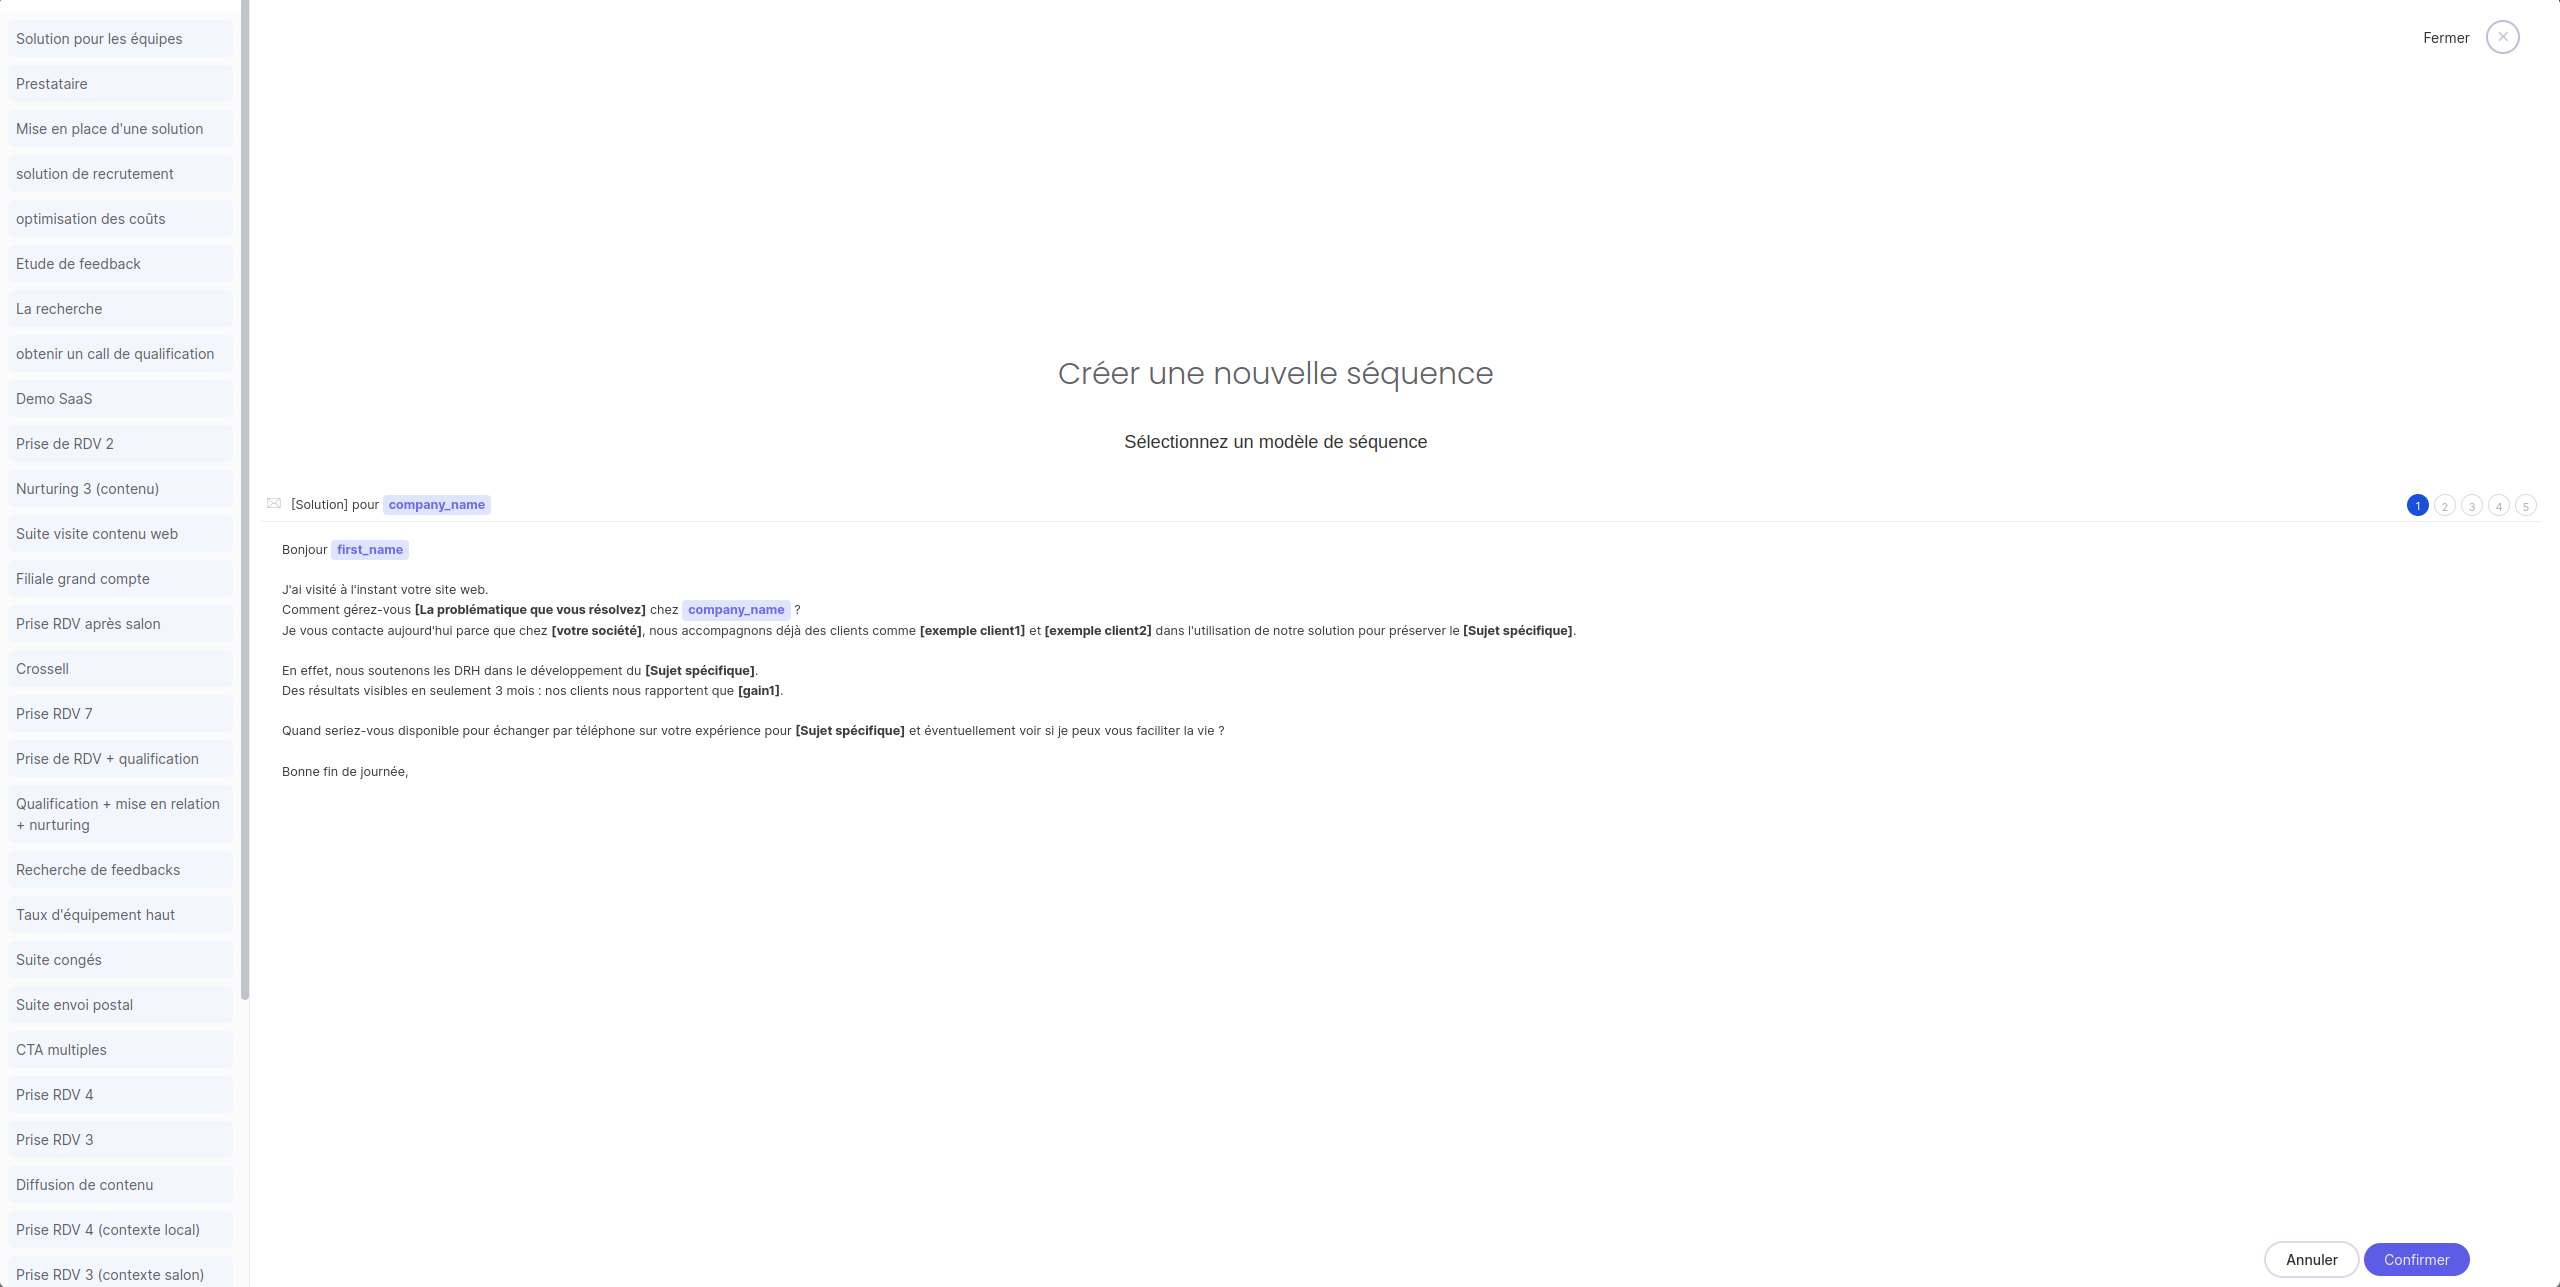 Solution pour les équipes
Prestataire
Mise en place d'une solution
solution de recrutement
optimisation des coûts
Etude de feedback
La recherche
obtenir un call de qualification
Demo SaaS
Prise de RDV 2
Nurturing 3 (contenu)
Suite visite contenu web
Filiale grand compte
Prise RDV après salon
Crossell
Prise RDV 7
Prise de RDV + qualification
Qualification + mise en relation
+ nurturing
Recherche de feedbacks
Taux d'équipement haut
Suite congés
Suite envoi postal
CTA multiples
Prise RDV 4
Prise RDV 3
Diffusion de contenu
Prise RDV 4 (contexte local)
Prise RDV 3 (contexte salon)
Fermer
Créer une nouvelle séquence
Sélectionnez un modèle de séquence
[Solution] pour company_name
1 2 3 4 5
Bonjour first_name
J'ai visité à l'instant votre site web.
Comment gérez-vous [La problématique que vous résolvez] chez company_name ?
Je vous contacte aujourd'hui parce que chez [votre société], nous accompagnons déjà des clients comme [exemple client1] et [exemple client2] dans l'utilisation de notre solution pour préserver le [Sujet spécifique].
En effet, nous soutenons les DRH dans le développement du [Sujet spécifique].
Des résultats visibles en seulement 3 mois : nos clients nous rapportent que [gain1].
Quand seriez-vous disponible pour échanger par téléphone sur votre expérience pour [Sujet spécifique] et éventuellement voir si je peux vous faciliter la vie ?
Bonne fin de journée,
Annuler
Confirmer